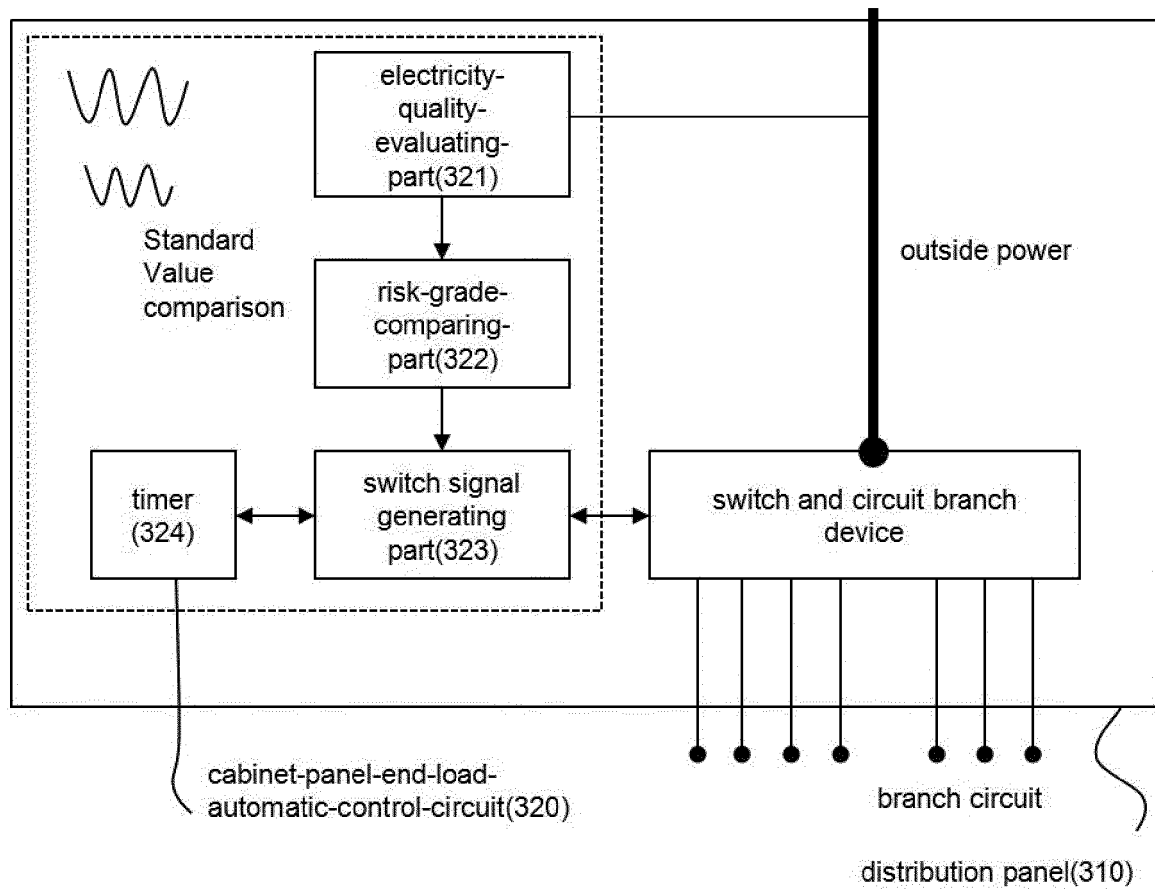 electricity-
quality-
evaluating-
part(321)
Standard
Value
comparison
outside power
risk-grade-
comparing-
part(322)
timer
(324)
switch signal
generating
part(323)
switch and circuit branch
device
cabinet-panel-end-load-
automatic-control-circuit(320)
branch circuit
distribution panel(310)